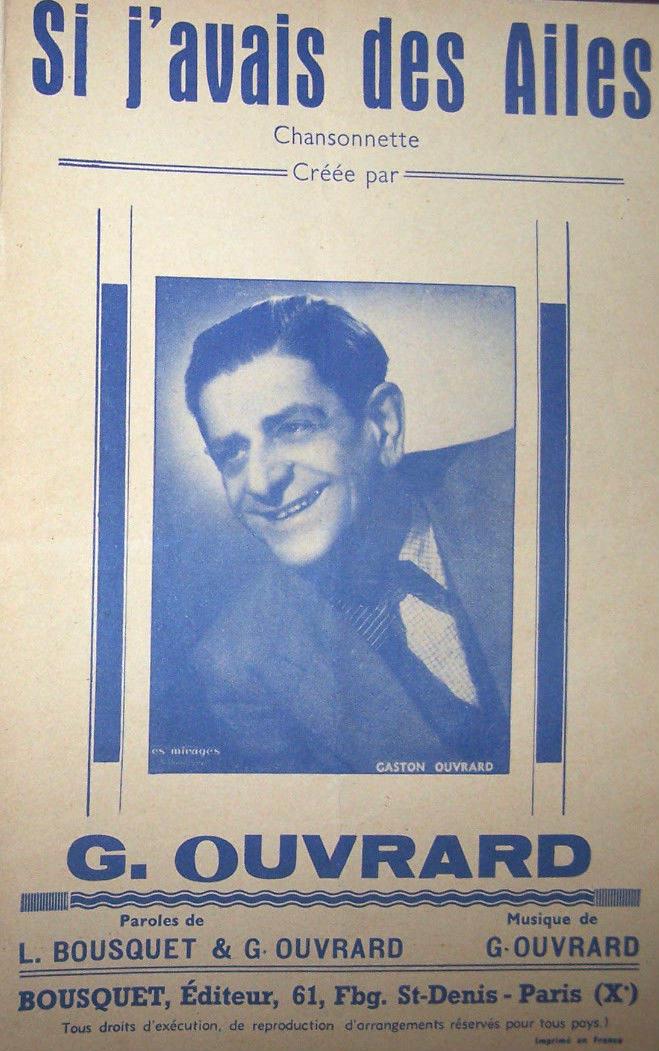 Si j'avais des Ailes
Chansonnette
Créée par
es mirages
GASTON OUVRARD
G. OUVRARD
Paroles de
Musique de
L. BOUSQUET & G. OUVRARD
G. OUVRARD
BOUSQUET, Éditeur, 61, Fbg. St-Denis - Paris (X^e)
Tous droits d'exécution, de reproduction d'arrangements réservés pour tous pays.)
Imprimé en France